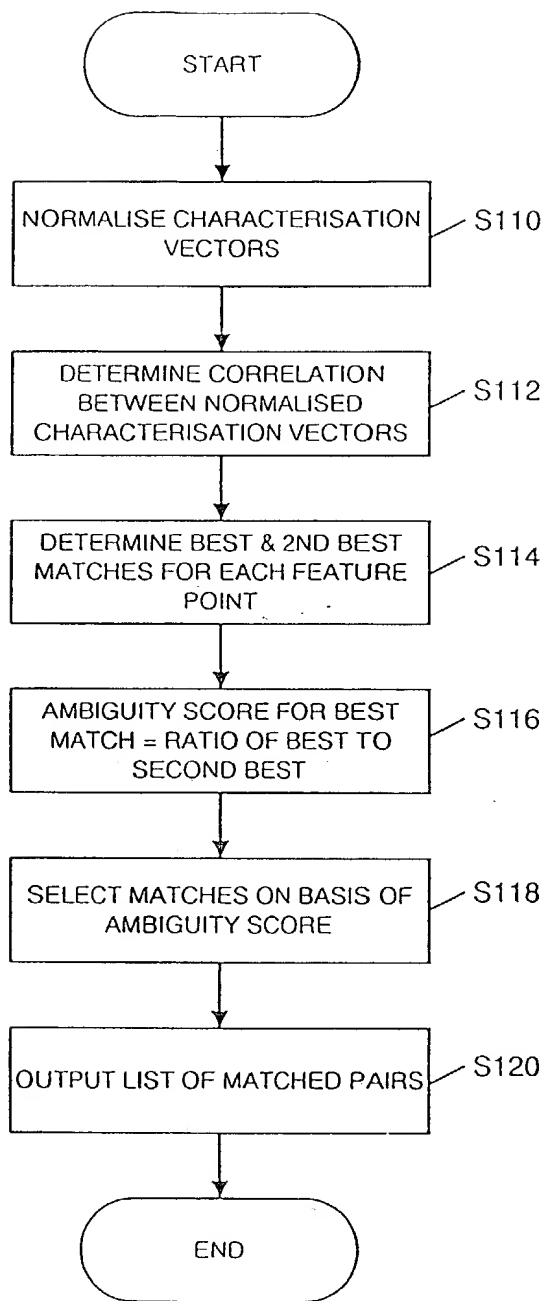 START
NORMALISE CHARACTERISATION
VECTORS
S110
DETERMINE CORRELATION
BETWEEN NORMALISED
CHARACTERISATION VECTORS
S112
DETERMINE BEST & 2ND BEST
MATCHES FOR EACH FEATURE
POINT
S114
AMBIGUITY SCORE FOR BEST
MATCH = RATIO OF BEST TO
SECOND BEST
S116
SELECT MATCHES ON BASIS OF
AMBIGUITY SCORE
S118
OUTPUT LIST OF MATCHED PAIRS
S120
END